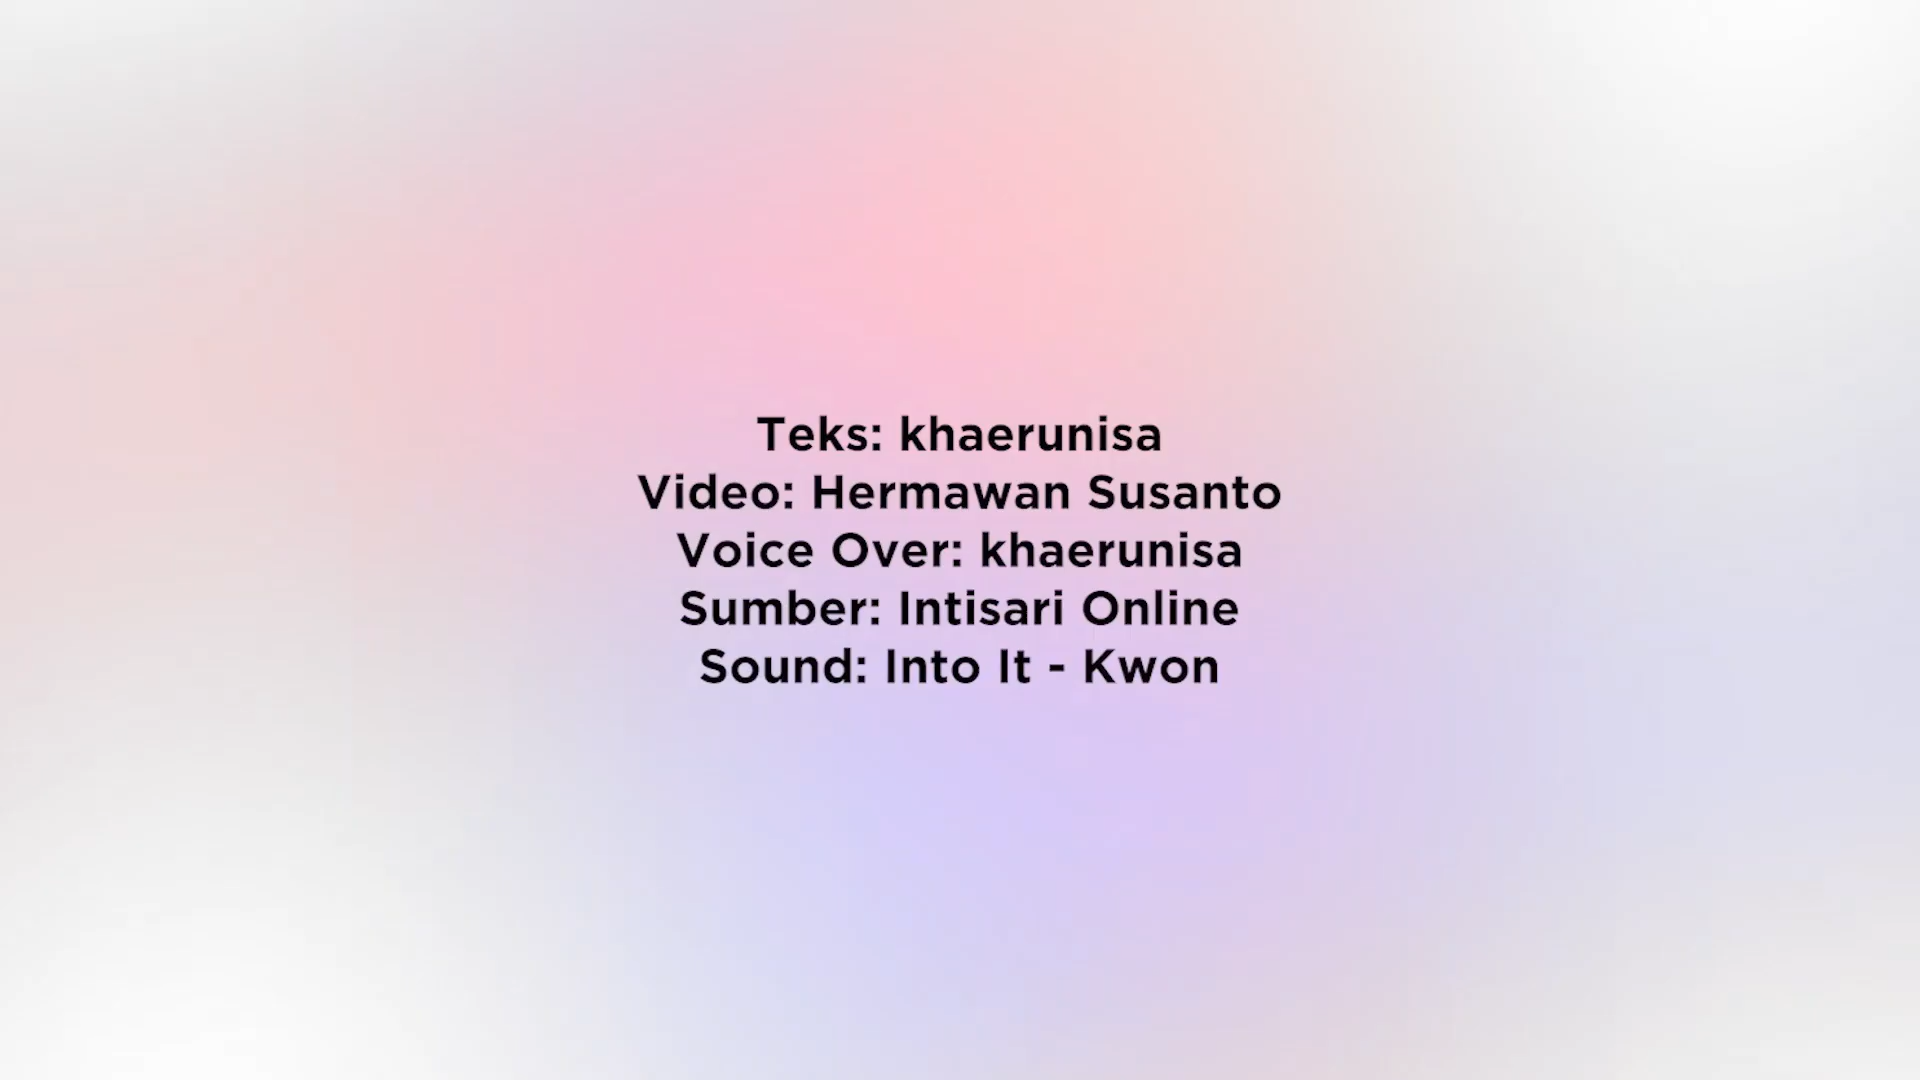 Teks: khaerunisa
Video: Hermawan Susanto
Voice Over: khaerunisa
Sumber: Intisari Online
Sound: Into It - Kwon